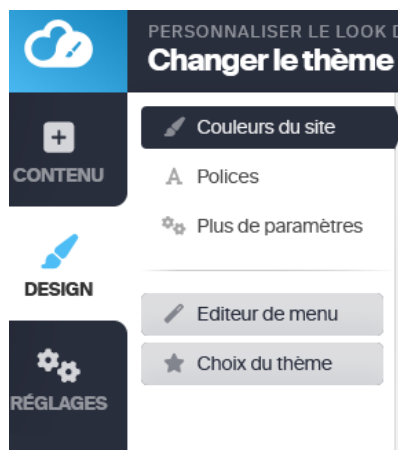 PERSONNALISER LE LOOK
Changer le thème
CONTENU
DESIGN
RÉGLAGES
Couleurs du site
A Polices
Plus de paramètres
Editeur de menu
Choix du thème